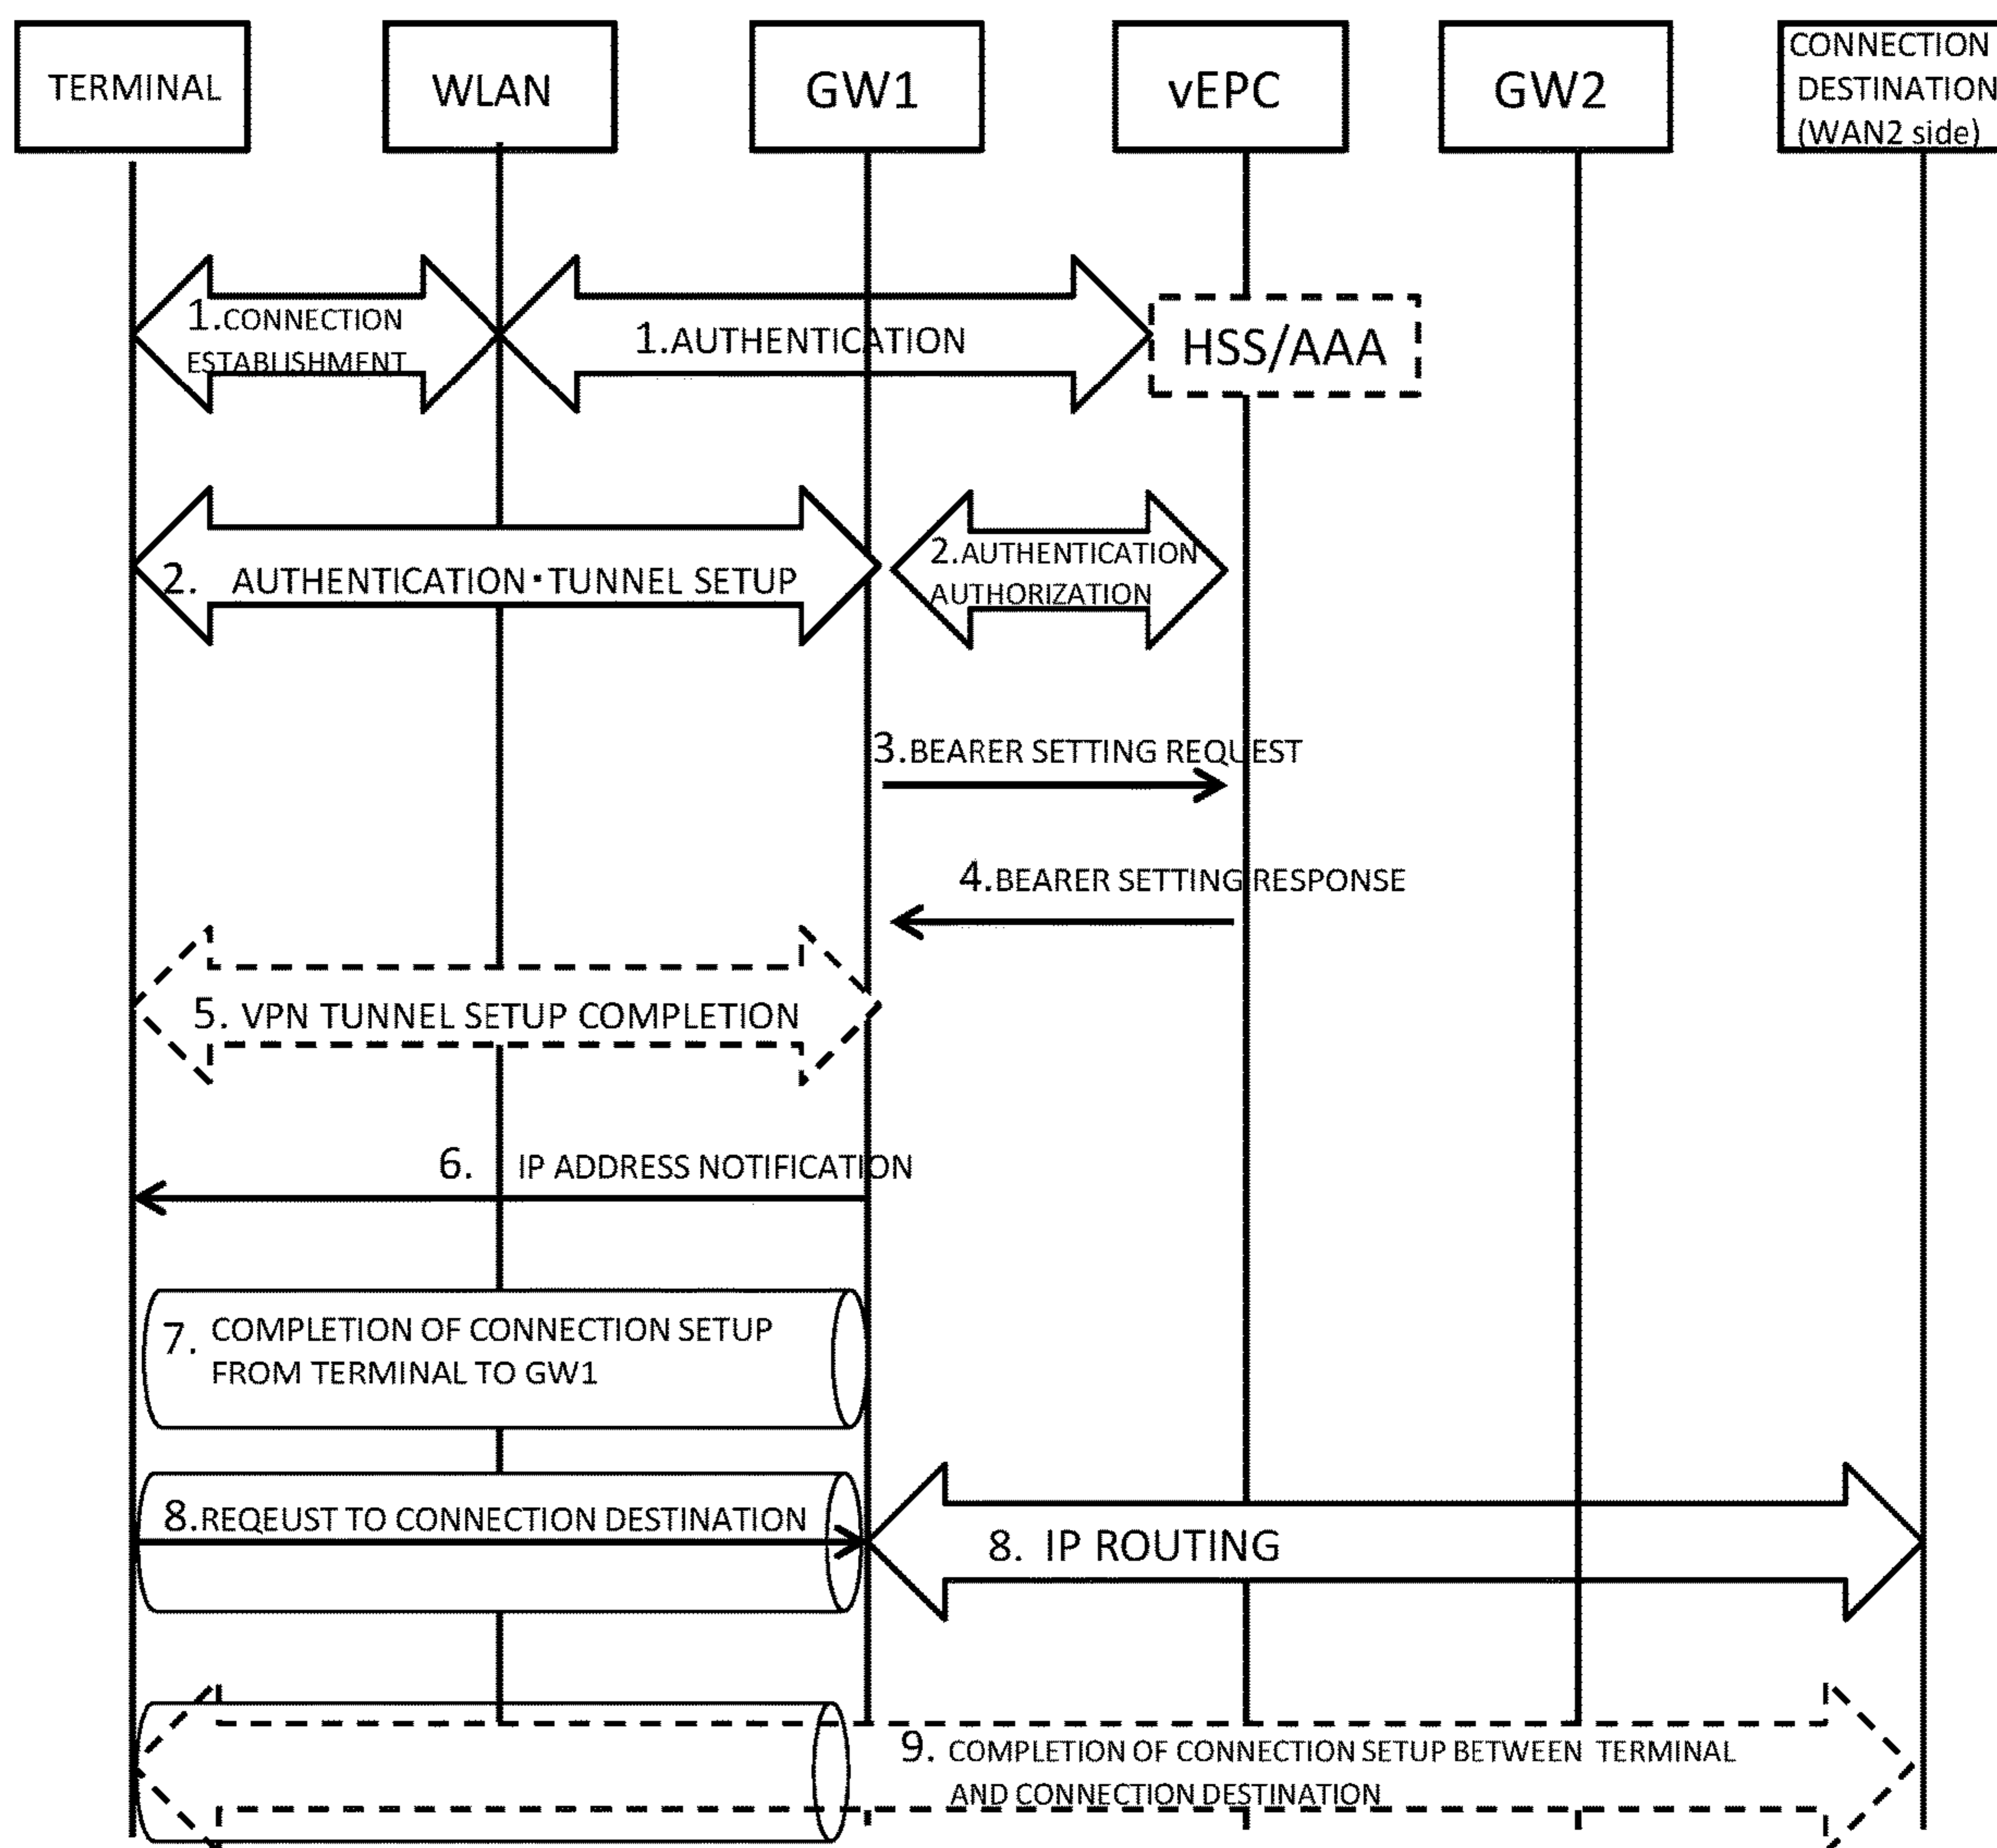 TERMINAL
WLAN
GW1
vEPC
GW2
CONNECTION
DESTINATION
(WAN2 side)
1.CONNECTION
ESTABLISHMENT
1.AUTHENTICATION
HSS/AAA
2. AUTHENTICATION・TUNNEL SETUP
2.AUTHENTICATION
AUTHORIZATION
3.BEARER SETTING REQUEST
4.BEARER SETTING RESPONSE
5. VPN TUNNEL SETUP COMPLETION
6. IP ADDRESS NOTIFICATION
7. COMPLETION OF CONNECTION SETUP
FROM TERMINAL TO GW1
8.REQEUST TO CONNECTION DESTINATION
8. IP ROUTING
9. COMPLETION OF CONNECTION SETUP BETWEEN TERMINAL
AND CONNECTION DESTINATION